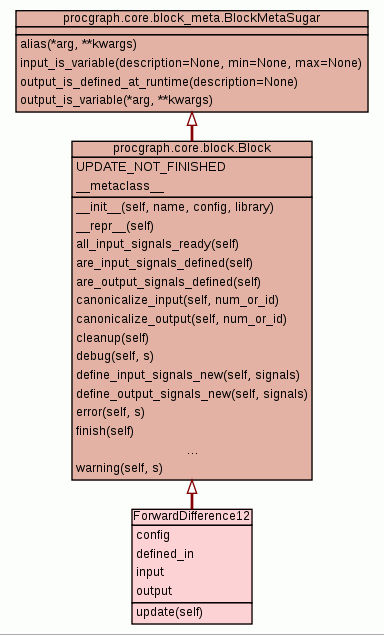 procgraph.core.block_meta.BlockMetaSugar
alias(*arg, **kwargs)
input_is_variable(description=None, min=None, max=None)
output_is_defined_at_runtime(description=None)
output_is_variable(*arg, **kwargs)
procgraph.core.block.Block
UPDATE_NOT_FINISHED
__metaclass__
__init__(self, name, config, library)
__repr__(self)
all_input_signals_ready(self)
are_input_signals_defined(self)
are_output_signals_defined(self)
canonicalize_input(self, num_or_id)
canonicalize_output(self, num_or_id)
cleanup(self)
debug(self, s)
define_input_signals_new(self, signals)
define_output_signals_new(self, signals)
error(self, s)
finish(self)
...
warning(self, s)
ForwardDifference12
config
defined_in
input
output
update(self)